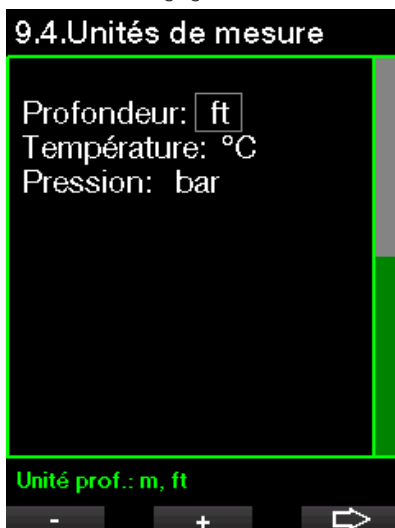 9.4.Unités de mesure
Profondeur: ft
Température: °C
Pression: bar
Unité prof.: m, ft
- + ⇨